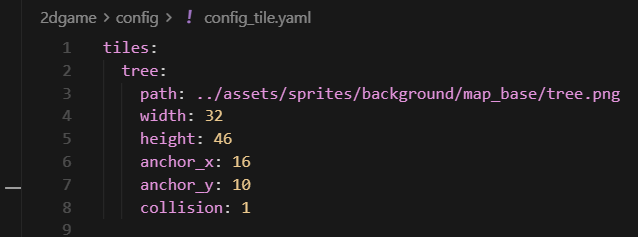 2dgame > config > ! config_tile.yaml
1 tiles:
2 tree:
3 path: ../assets/sprites/background/map_base/tree.png
4 width: 32
5 height: 46
6 anchor_x: 16
7 anchor_y: 10
8 collision: 1
9